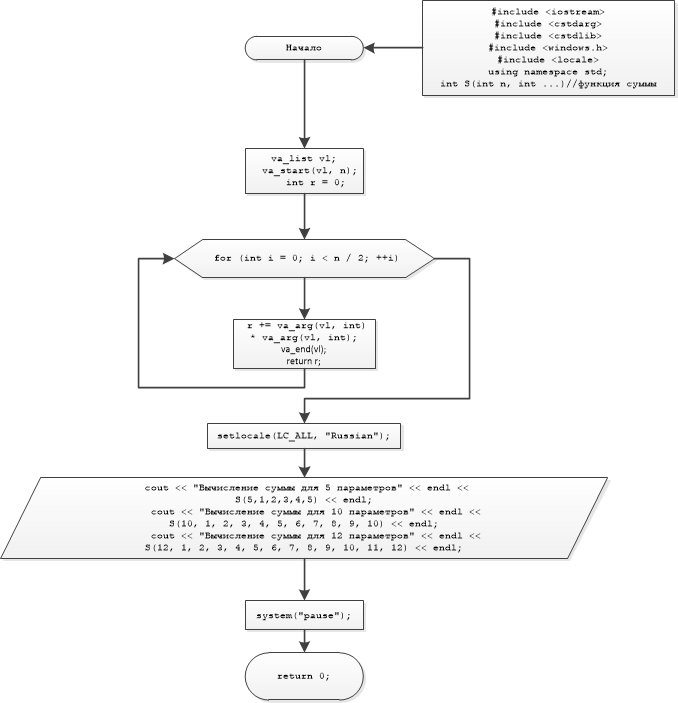 #include <iostream>
#include <cstdarg>
#include <cstdlib>
#include <windows.h>
#include <locale>
using namespace std;
int S(int n, int ...)//функция суммы
Начало
va_list vl;
va_start(vl, n);
int r = 0;
for (int i = 0; i < n / 2; ++i)
r += va_arg(vl, int)
* va_arg(vl, int);
va_end(vl);
return r;
setlocale(LC_ALL, "Russian");
cout << "Вычисление суммы для 5 параметров" << endl <<
S(5,1,2,3,4,5) << endl;
cout << "Вычисление суммы для 10 параметров" << endl <<
S(10, 1, 2, 3, 4, 5, 6, 7, 8, 9, 10) << endl;
cout << "Вычисление суммы для 12 параметров" << endl <<
S(12, 1, 2, 3, 4, 5, 6, 7, 8, 9, 10, 11, 12) << endl;
system("pause");
return 0;